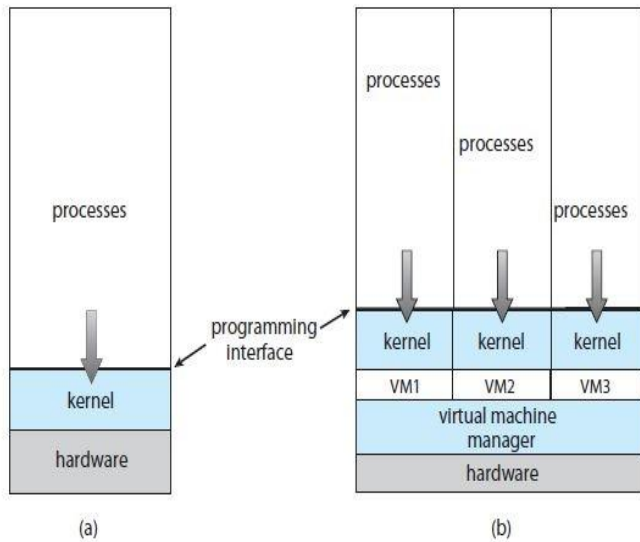 processes
kernel
hardware
(a)
programming
interface
processes
processes
processes
kernel
kernel
kernel
VM1
VM2
VM3
virtual machine
manager
hardware
(b)